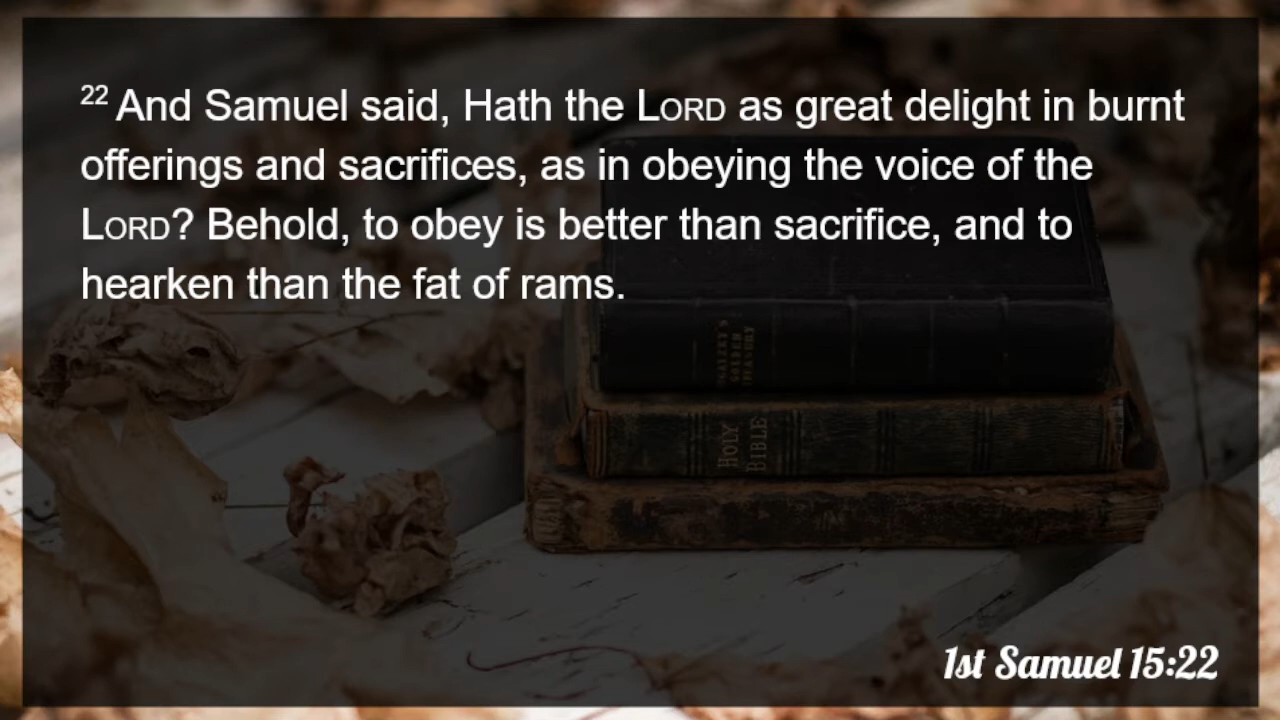 22 And Samuel said, Hath the LORD as great delight in burnt
offerings and sacrifices, as in obeying the voice of the
LORD? Behold, to obey is better than sacrifice, and to
hearken than the fat of rams.
GOLDEN
HOLY
BIBLE
1st Samuel 15:22